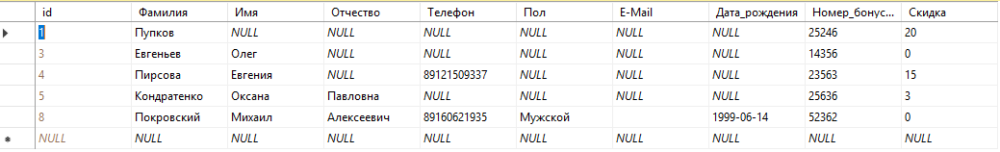 id Фамилия Имя Отчество Телефон Пол E-Mail Дата_рождения Номер_бонус... Скидка
1 Пупков NULL NULL NULL NULL NULL NULL 25246 20
3 Евгеньев Олег NULL NULL NULL NULL NULL 14356 0
4 Пирсова Евгения NULL 89121509337 NULL NULL NULL 23563 15
5 Кондратенко Оксана Павловна NULL NULL NULL NULL 25636 3
8 Покровский Михаил Алексеевич 89160621935 Мужской 1999-06-14 52362 0
NULL NULL NULL NULL NULL NULL NULL NULL NULL NULL